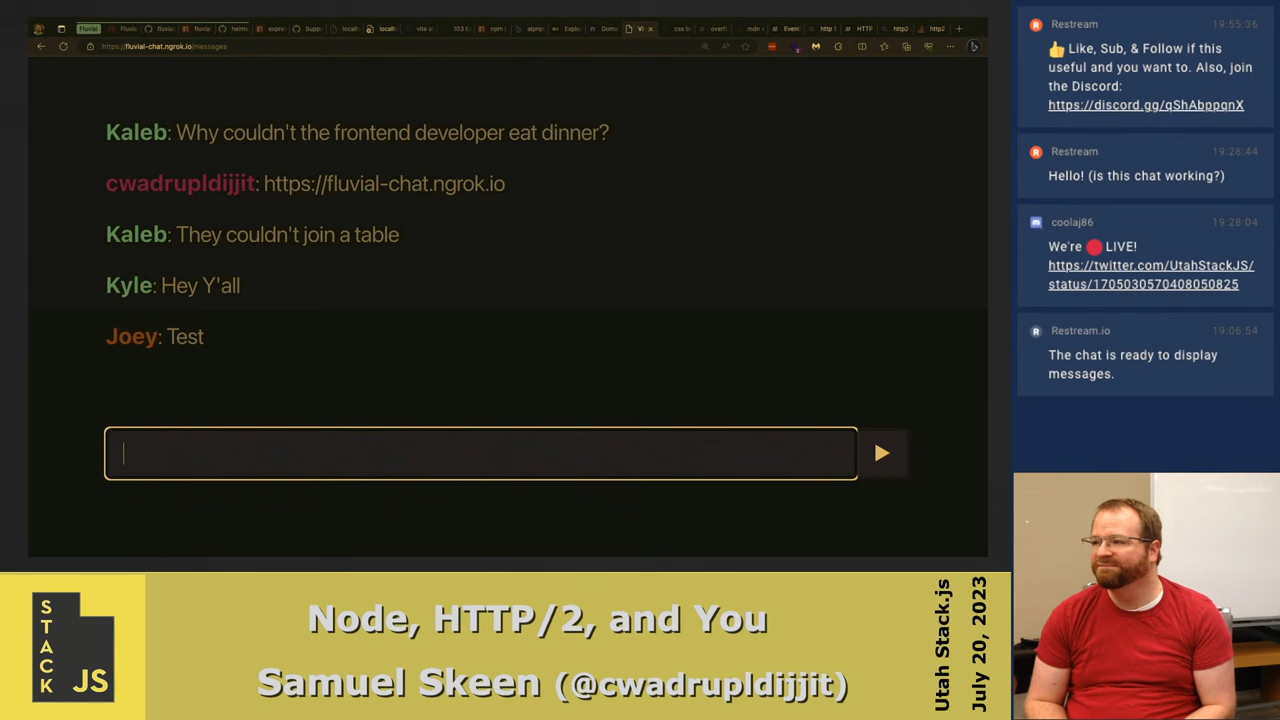 Fluvial
https://fluvial-chat.ngrok.io/messages
Kaleb: Why couldn't the frontend developer eat dinner?
cwadrupldijjit: https://fluvial-chat.ngrok.io
Kaleb: They couldn't join a table
Kyle: Hey Y'all
Joey: Test
Restream 19:55:36
👍 Like, Sub, & Follow if this
useful and you want to. Also, join
the Discord:
https://discord.gg/qShAbppqnX
Restream 19:28:44
Hello! (is this chat working?)
coolaj86 19:28:04
We're 🔴 LIVE!
https://twitter.com/UtahStackJS/
status/1705030570408050825
Restream.io 19:06:54
The chat is ready to display
messages.
STACK
JS
Node, HTTP/2, and You
Samuel Skeen (@cwadrupldijjit)
Utah Stack.js
July 20, 2023